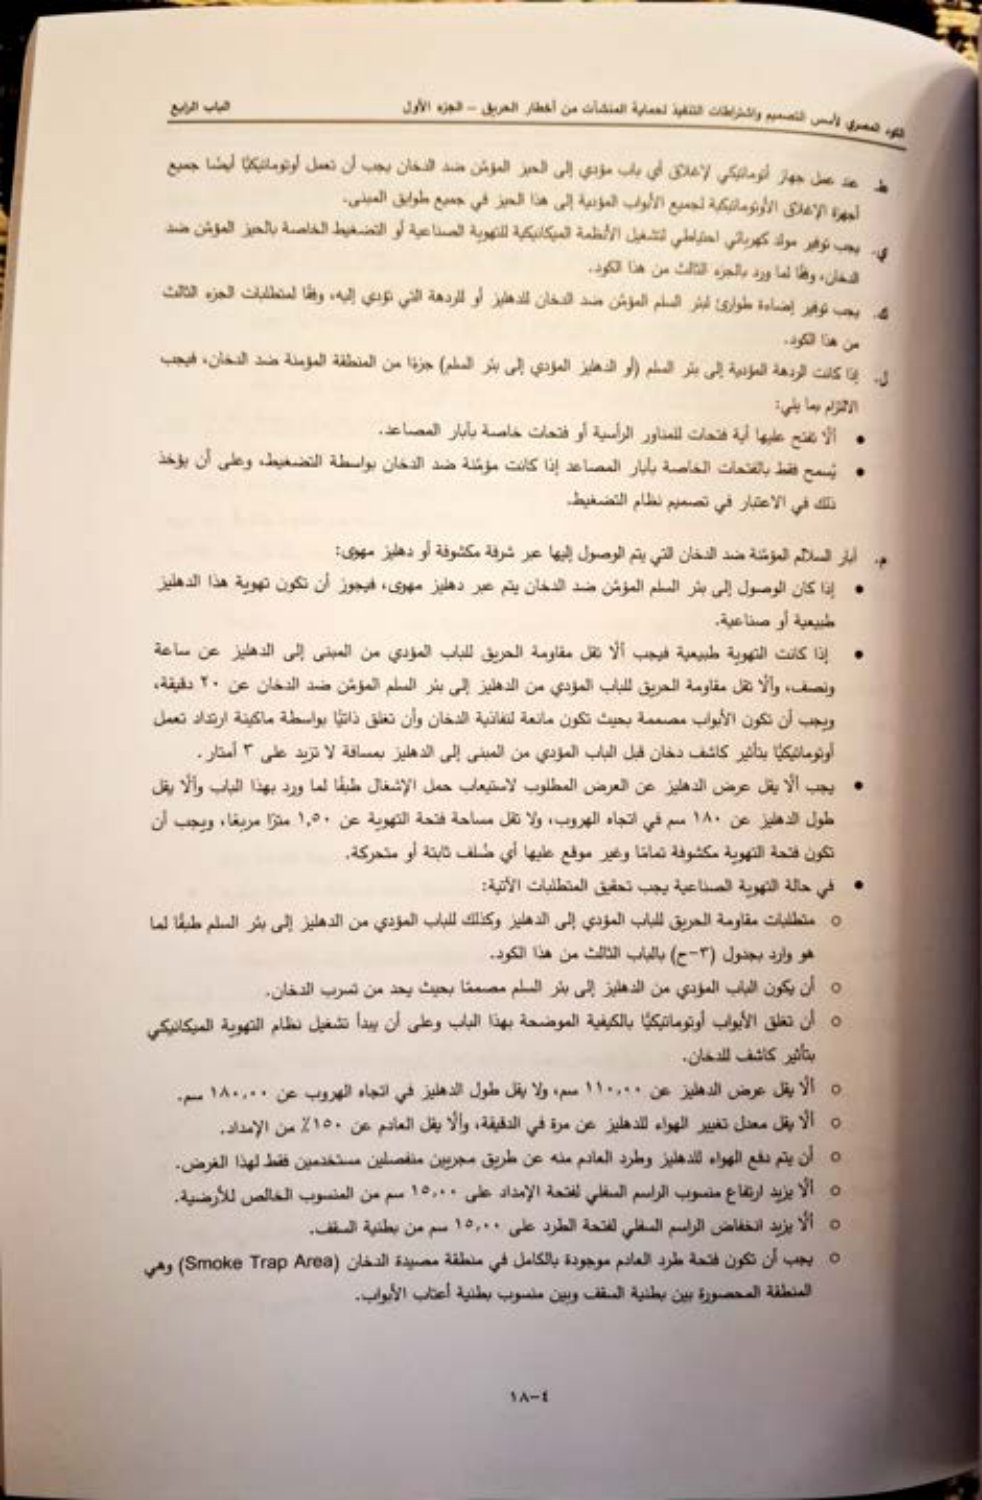 الكود المصري لأسس التصميم واشتراطات التنفيذ لحماية المنشآت من أخطار الحريق – الجزء الأول
الباب الرابع
ط. عند عمل جهاز أتوماتيكي لإغلاق أي باب مؤدي إلى الحيز المؤمّن ضد الدخان يجب أن تعمل أوتوماتيكيًا أيضًا جميع
أجهزة الإغلاق الأوتوماتيكية لجميع الأبواب المؤدية إلى هذا الحيز في جميع طوابق المبنى.
ي. يجب توفير مولد كهربائي احتياطي لتشغيل الأنظمة الميكانيكية للتهوية الصناعية أو التضغيط الخاصة بالحيز المؤمّن ضد
الدخان، وفقًا لما ورد بالجزء الثالث من هذا الكود.
ك. يجب توفير إضاءة طوارئ لبئر السلم المؤمّن ضد الدخان للدهليز أو للردهة التي تؤدي إليه، وفقًا لمتطلبات الجزء الثالث
من هذا الكود.
ل. إذا كانت الردهة المؤدية إلى بئر السلم (أو الدهليز المؤدي إلى بئر السلم) جزءًا من المنطقة المؤمنة ضد الدخان، فيجب
الالتزام بما يلي:
• ألّا تفتح عليها أية فتحات للمناور الرأسية أو فتحات خاصة بآبار المصاعد.
• يُسمح فقط بالفتحات الخاصة بآبار المصاعد إذا كانت مؤمّنة ضد الدخان بواسطة التضغيط، وعلى أن يؤخذ
ذلك في الاعتبار في تصميم نظام التضغيط.
م. آبار السلالم المؤمّنة ضد الدخان التي يتم الوصول إليها عبر شرفة مكشوفة أو دهليز مهوى:
• إذا كان الوصول إلى بئر السلم المؤمّن ضد الدخان يتم عبر دهليز مهوى، فيجوز أن تكون تهوية هذا الدهليز
طبيعية أو صناعية.
• إذا كانت التهوية طبيعية فيجب ألّا تقل مقاومة الحريق للباب المؤدي من المبنى إلى الدهليز عن ساعة
ونصف، وألّا تقل مقاومة الحريق للباب المؤدي من الدهليز إلى بئر السلم المؤمّن ضد الدخان عن ٢٠ دقيقة،
ويجب أن تكون الأبواب مصممة بحيث تكون مانعة لنفاذية الدخان وأن تغلق ذاتيًا بواسطة ماكينة ارتداد تعمل
أوتوماتيكيًا بتأثير كاشف دخان قبل الباب المؤدي من المبنى إلى الدهليز بمسافة لا تزيد على ٣ أمتار .
• يجب ألّا يقل عرض الدهليز عن العرض المطلوب لاستيعاب حمل الإشغال طبقًا لما ورد بهذا الباب وألّا يقل
طول الدهليز عن ١٨٠ سم في اتجاه الهروب، ولا تقل مساحة فتحة التهوية عن ١,٥٠ مترًا مربعًا، ويجب أن
تكون فتحة التهوية مكشوفة تمامًا وغير موقع عليها أي ضُلف ثابتة أو متحركة.
• في حالة التهوية الصناعية يجب تحقيق المتطلبات الآتية:
○ متطلبات مقاومة الحريق للباب المؤدي إلى الدهليز وكذلك للباب المؤدي من الدهليز إلى بئر السلم طبقًا لما
هو وارد بجدول (٣-ح) بالباب الثالث من هذا الكود.
○ أن يكون الباب المؤدي من الدهليز إلى بئر السلم مصممًا بحيث يحد من تسرب الدخان.
○ أن تغلق الأبواب أوتوماتيكيًا بالكيفية الموضحة بهذا الباب وعلى أن يبدأ تشغيل نظام التهوية الميكانيكي
بتأثير كاشف للدخان.
○ ألّا يقل عرض الدهليز عن ١١٠,٠٠ سم، ولا يقل طول الدهليز في اتجاه الهروب عن ١٨٠,٠٠ سم.
○ ألّا يقل معدل تغيير الهواء للدهليز عن مرة في الدقيقة، وألّا يقل العادم عن ١٥٠٪ من الإمداد.
○ أن يتم دفع الهواء للدهليز وطرد العادم منه عن طريق مجريين منفصلين مستخدمين فقط لهذا الغرض.
○ ألّا يزيد ارتفاع منسوب الراسم السفلي لفتحة الإمداد على ١٥,٠٠ سم من المنسوب الخالص للأرضية.
○ ألّا يزيد انخفاض الراسم السفلي لفتحة الطرد على ١٥,٠٠ سم من بطنية السقف.
○ يجب أن تكون فتحة طرد العادم موجودة بالكامل في منطقة مصيدة الدخان (Smoke Trap Area) وهي
المنطقة المحصورة بين بطنية السقف وبين منسوب بطنية أعتاب الأبواب.
٤-١٨